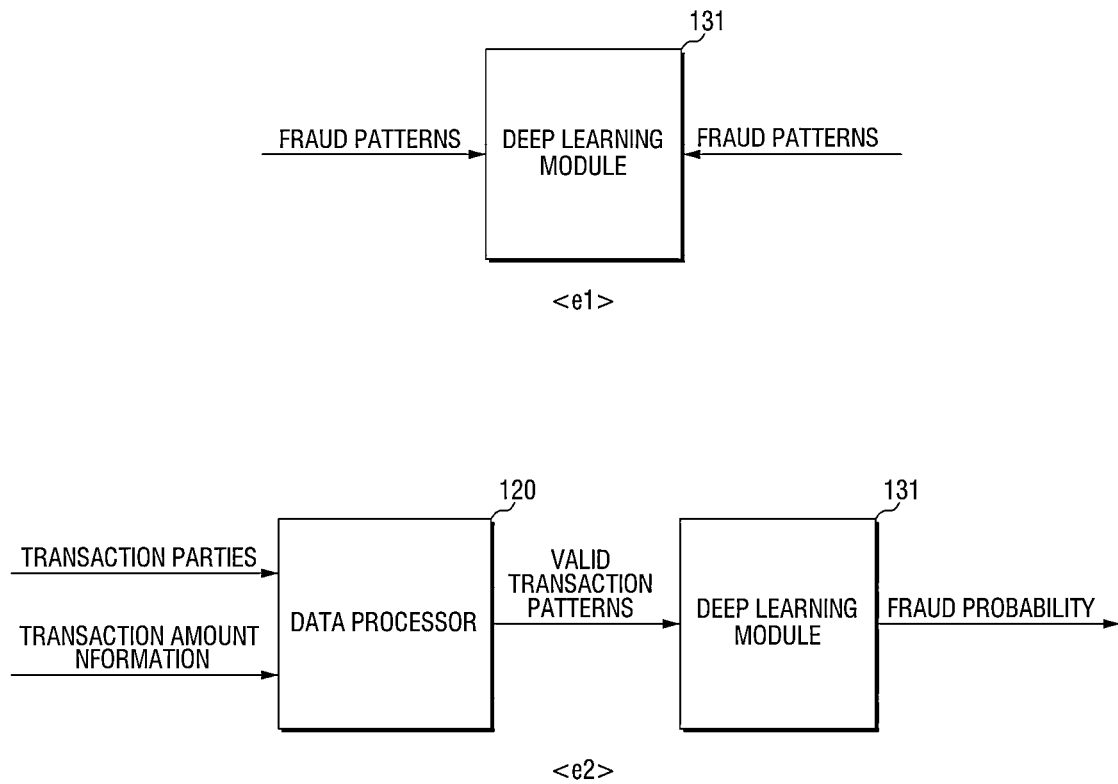 131
FRAUD PATTERNS
DEEP LEARNING
MODULE
FRAUD PATTERNS
<e1>
120
131
TRANSACTION PARTIES
TRANSACTION AMOUNT
NFORMATION
DATA PROCESSOR
VALID
TRANSACTION
PATTERNS
DEEP LEARNING
MODULE
FRAUD PROBABILITY
<e2>